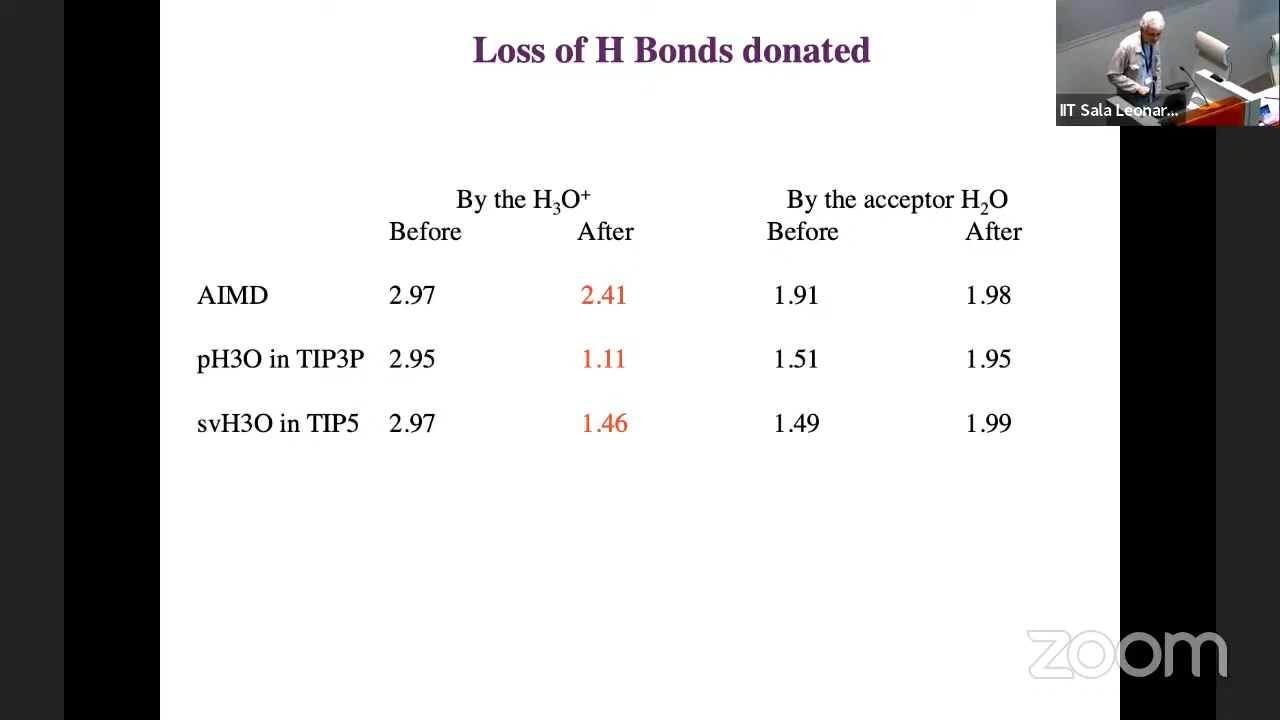 Loss of H Bonds donated
IIT Sala Leonar...
By the H₃O⁺ By the acceptor H₂O
Before After Before After
AIMD 2.97 2.41 1.91 1.98
pH3O in TIP3P 2.95 1.11 1.51 1.95
svH3O in TIP5 2.97 1.46 1.49 1.99
zoom